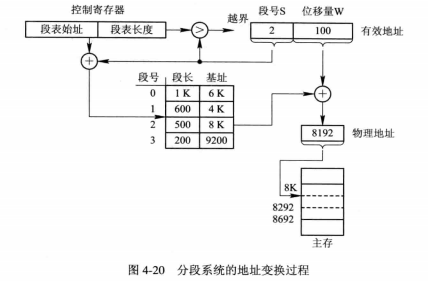 控制寄存器
段表始址 段表长度
>
越界
段号S 位移量W
2 100
有效地址
+
+
段号 段长 基址
0 1 K 6 K
1 600 4 K
2 500 8 K
3 200 9200
8192
物理地址
8K
8292
8692
主存
图 4-20 分段系统的地址变换过程